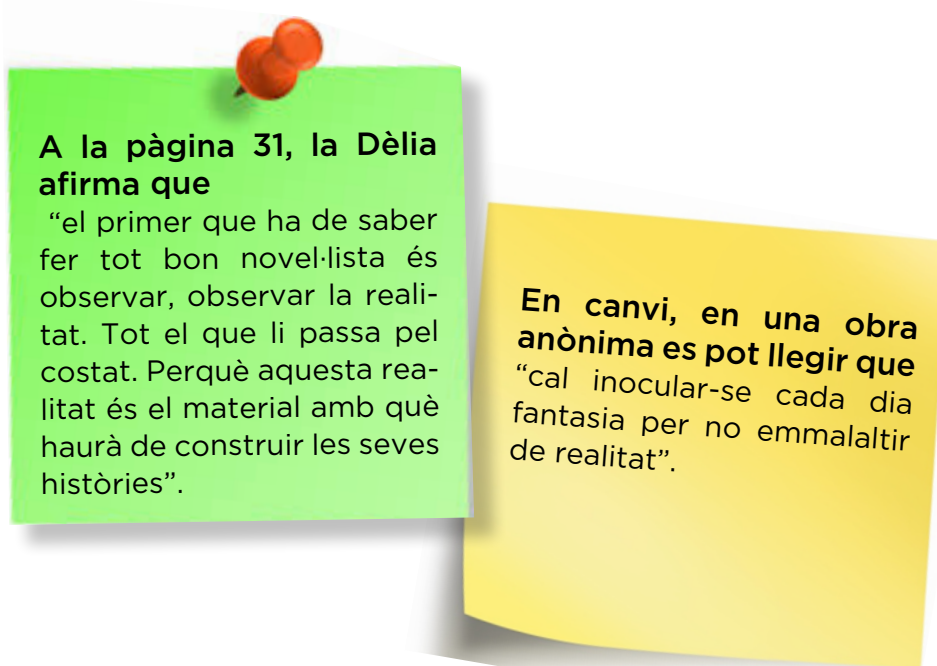 A la pàgina 31, la Dèlia
afirma que
“el primer que ha de saber
fer tot bon novel·lista és
observar, observar la reali-
tat. Tot el que li passa pel
costat. Perquè aquesta rea-
litat és el material amb què
haurà de construir les seves
històries”.
En canvi, en una obra
anònima es pot llegir que
“cal inocular-se cada dia
fantasia per no emmalaltir
de realitat”.